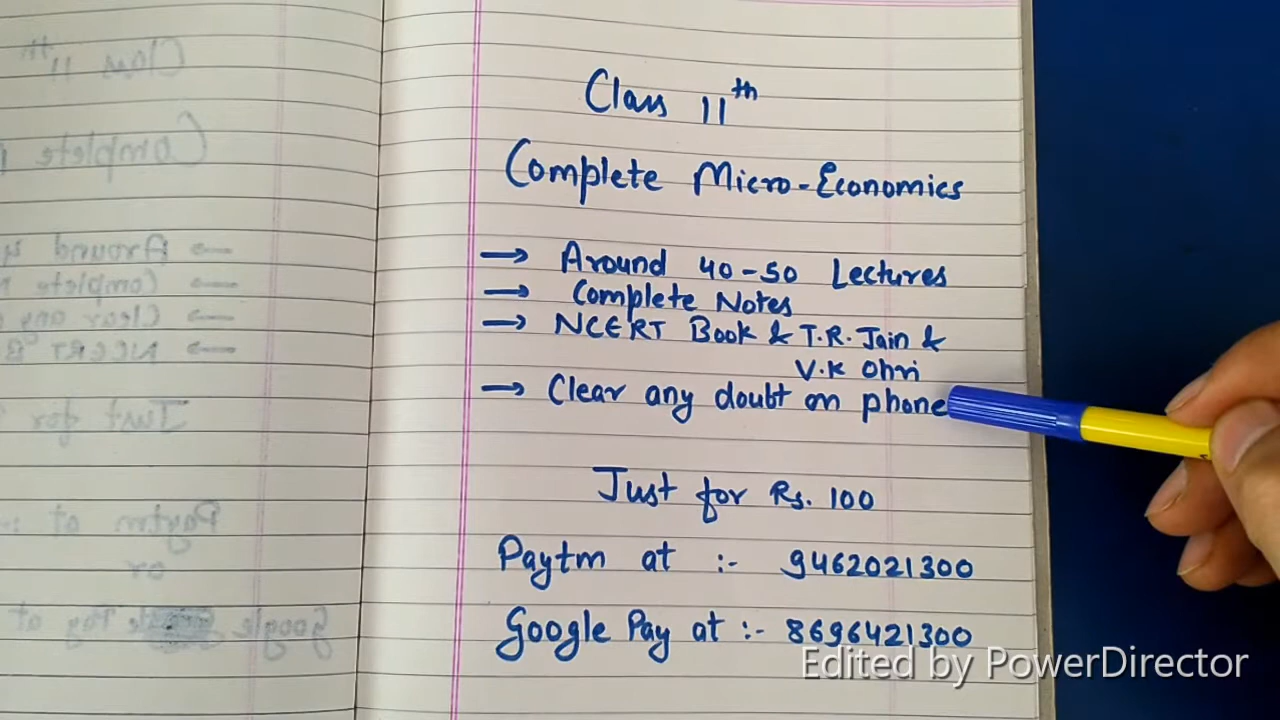 Class 11th
Complete Micro-Economics
→ Around 40-50 Lectures
→ Complete Notes
→ NCERT Book & T.R. Jain &
V.K Ohri
→ Clear any doubt on phone
Just for Rs. 100
Paytm at :- 9462021300
Google Pay at :- 8696421300
Edited by PowerDirector